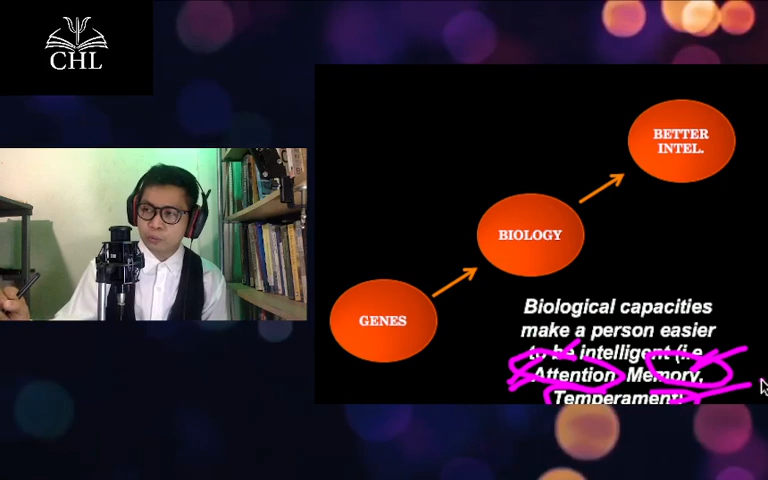 CHL
BETTER
INTEL.
BIOLOGY
GENES
Biological capacities
make a person easier
to be intelligent (i.e
Attention, Memory,
Temperament;